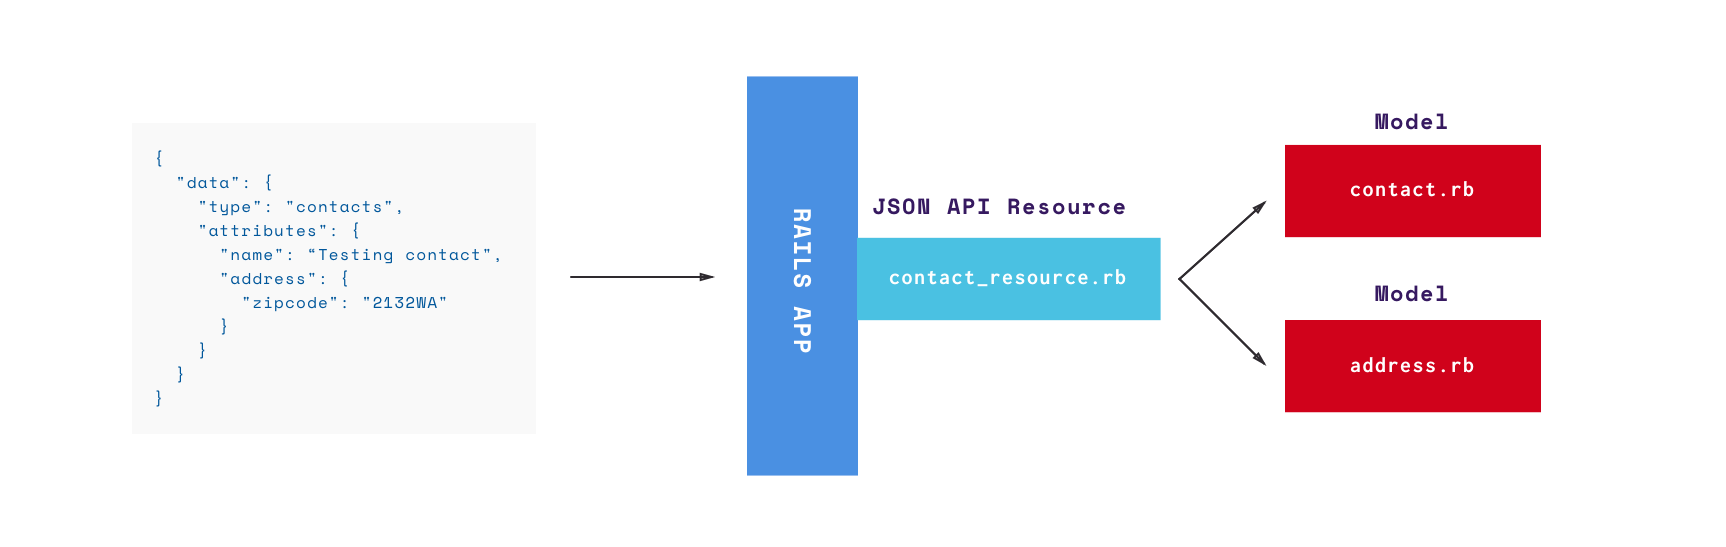 {
  "data": {
    "type": "contacts",
    "attributes": {
      "name": “Testing contact",
      "address": {
        "zipcode": "2132WA"
      }
    }
  }
}
RAILS APP
JSON API Resource
contact_resource.rb
Model
contact.rb
Model
address.rb